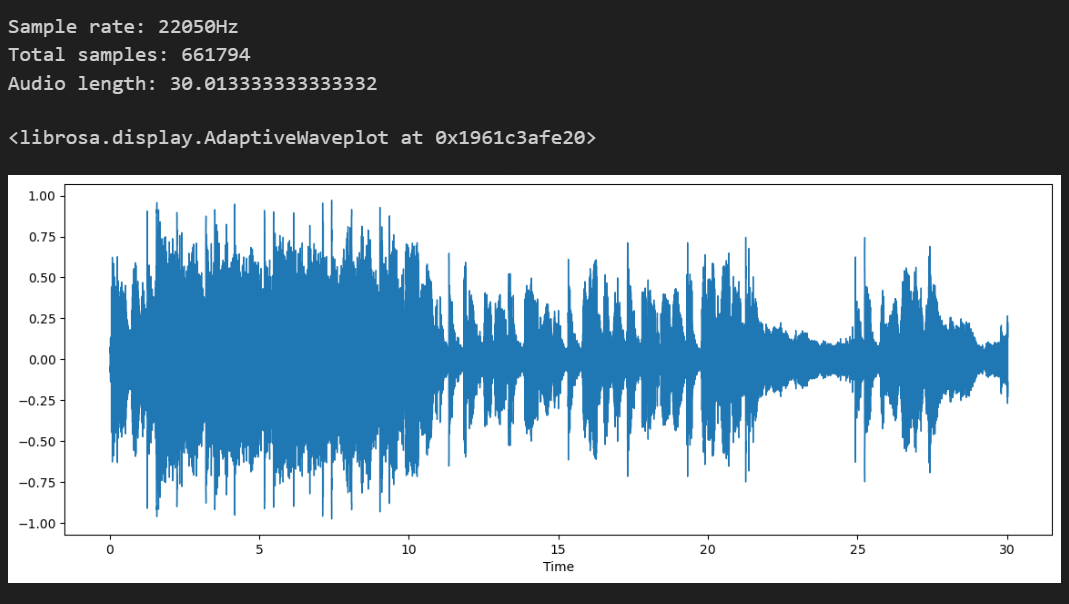 Sample rate: 22050Hz
Total samples: 661794
Audio length: 30.013333333333332
<librosa.display.AdaptiveWaveplot at 0x1961c3afe20>
1.00
0.75
0.50
0.25
0.00
−0.25
−0.50
−0.75
−1.00
0 5 10 15 20 25 30
Time